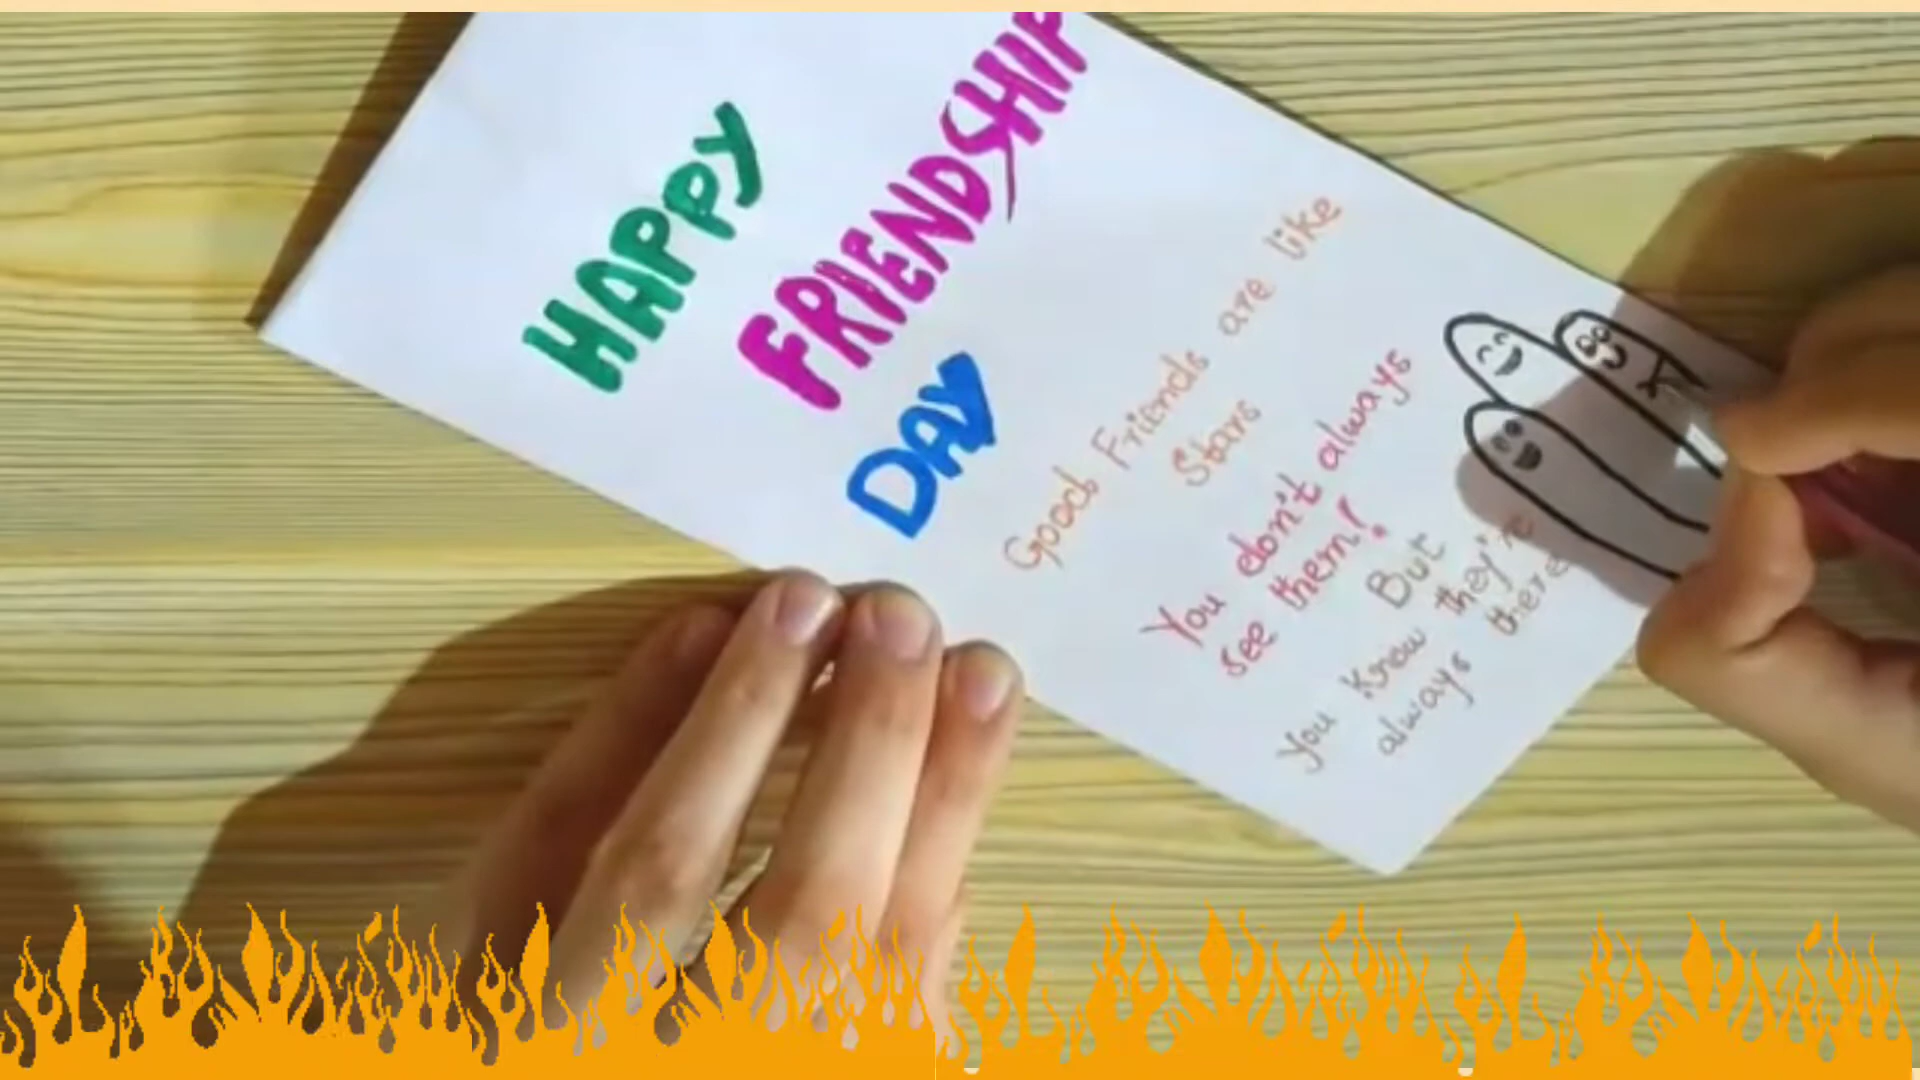 HAPPY
FRIENDSHIP
DAY
Good Friends are like
Stars
You don't always
see them!
But
You Know they're
always there